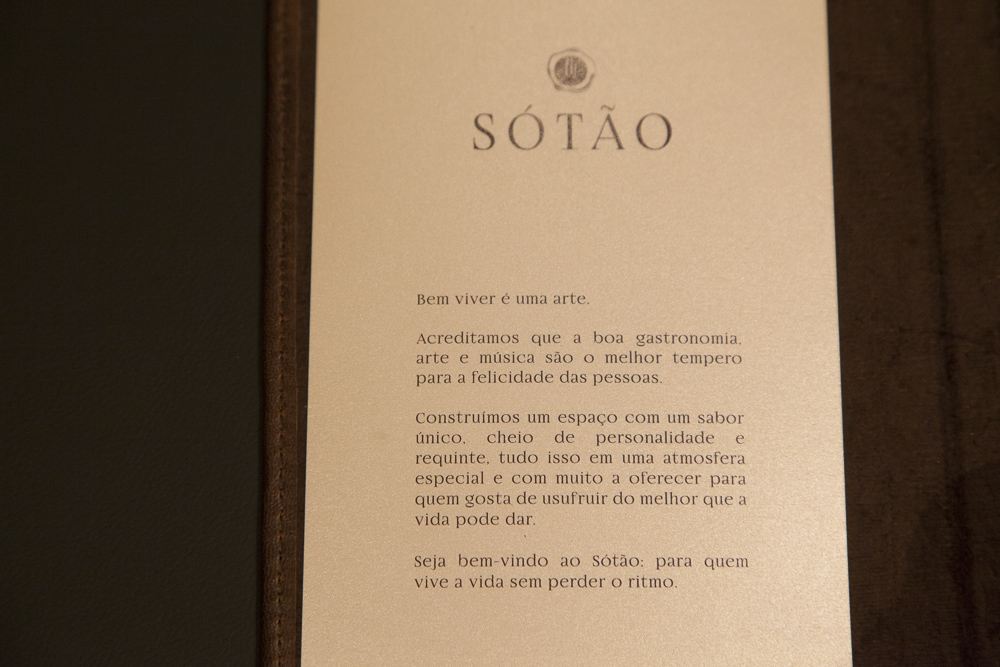 SÓTÃO
Bem viver é uma arte.
Acreditamos que a boa gastronomia,
arte e música são o melhor tempero
para a felicidade das pessoas.
Construímos um espaço com um sabor
único, cheio de personalidade e
requinte, tudo isso em uma atmosfera
especial e com muito a oferecer para
quem gosta de usufruir do melhor que a
vida pode dar.
Seja bem-vindo ao Sótão: para quem
vive a vida sem perder o ritmo.